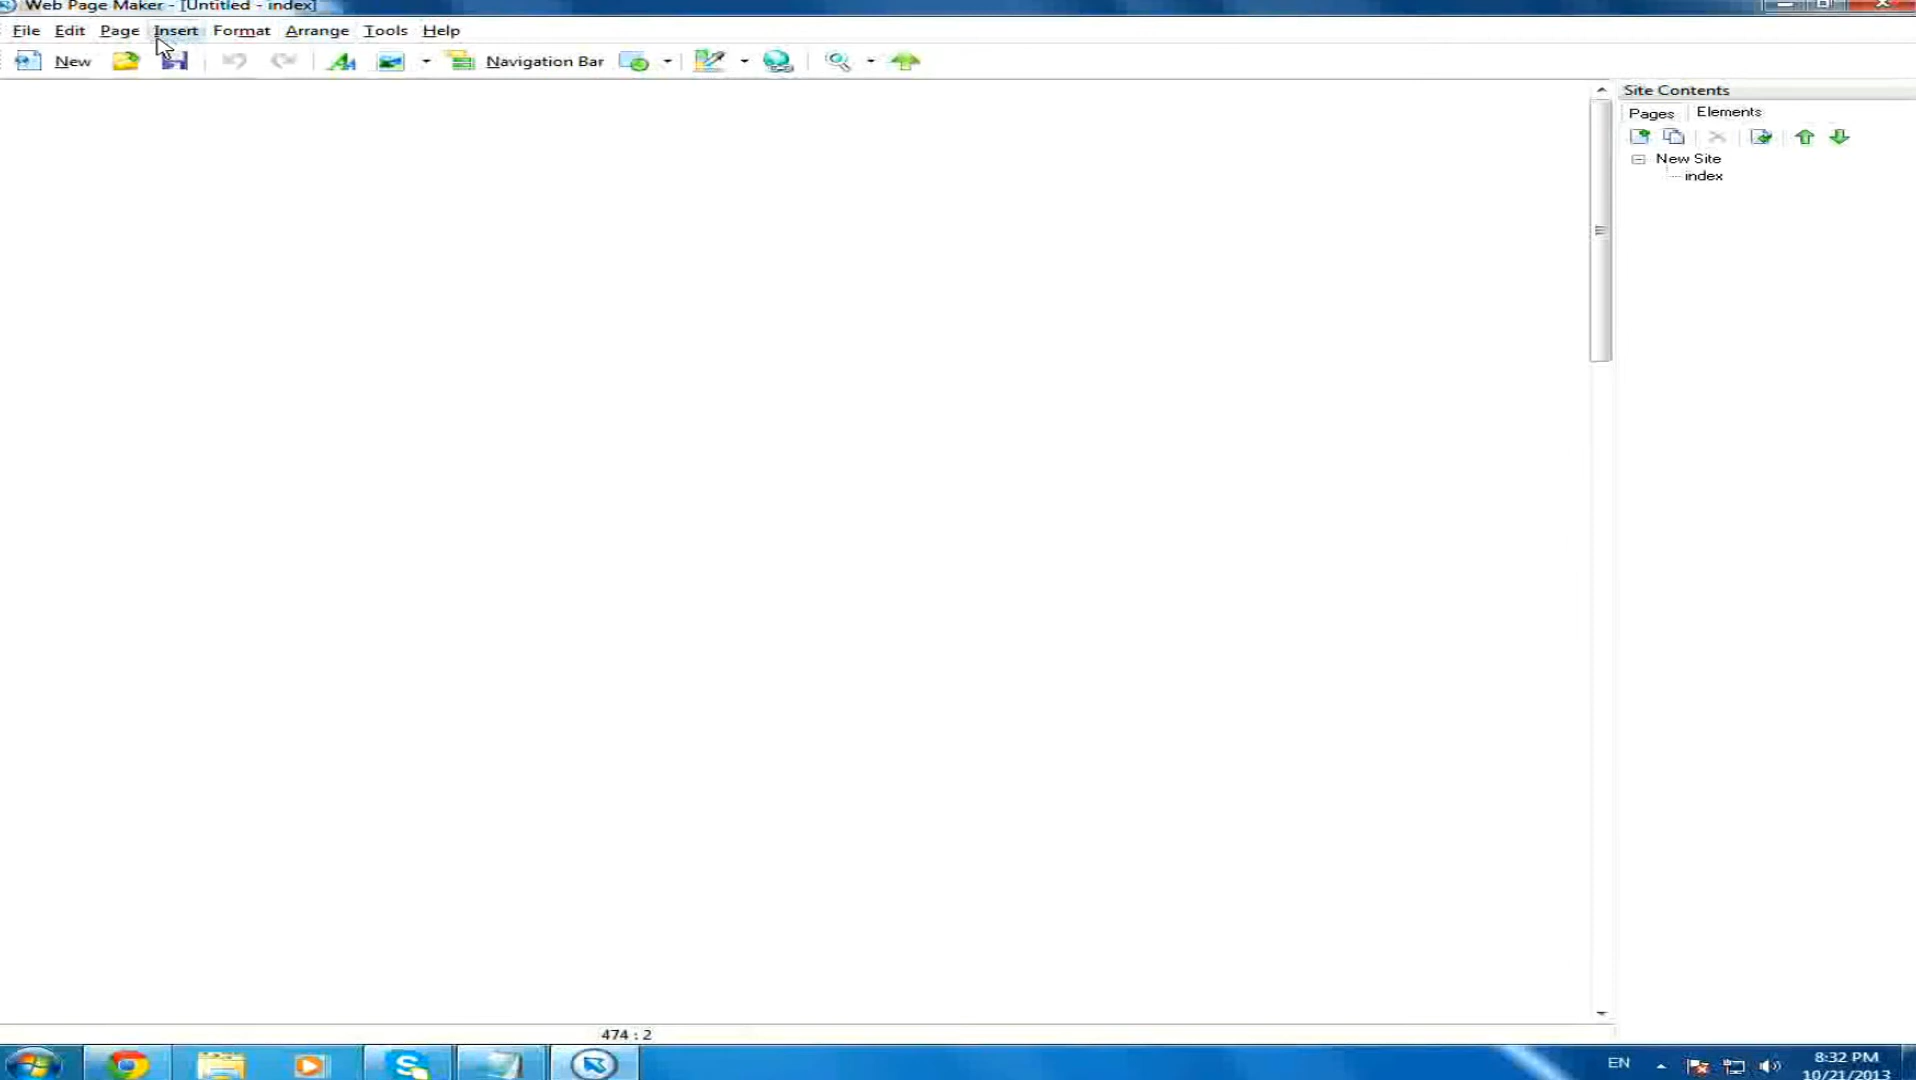 Web Page Maker - [Untitled - index]
File Edit Page Insert Format Arrange Tools Help
New Navigation Bar
Site Contents
Pages Elements
New Site
index
474 : 2
EN
8:32 PM
10/21/2013